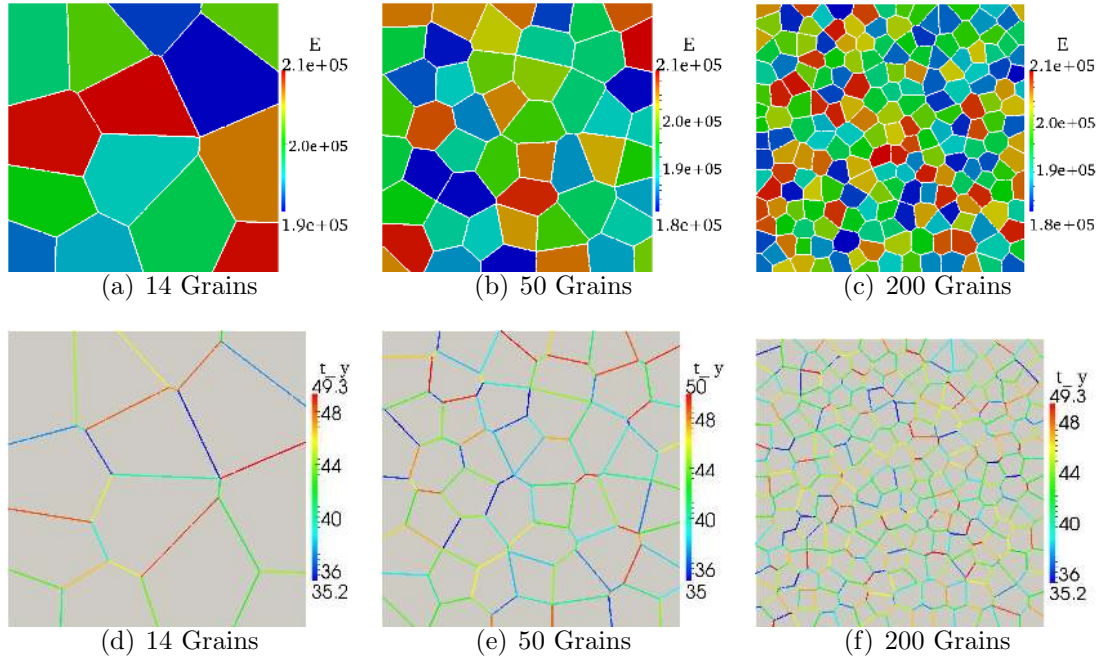 E
2.1e+05
2.0e+05
1.9e+05
E
2.1e+05
2.0e+05
1.9e+05
1.8e+05
E
2.1e+05
2.0e+05
1.9e+05
1.8e+05
(a) 14 Grains
(b) 50 Grains
(c) 200 Grains
t_y
49.3
48
44
40
36
35.2
t_y
50
48
44
40
36
35
t_y
49.3
48
44
40
36
35.2
(d) 14 Grains
(e) 50 Grains
(f) 200 Grains